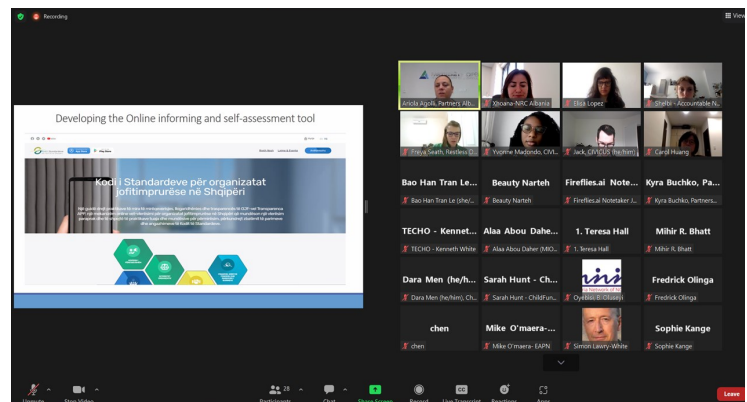 Recording
View
Developing the Online informing and self-assessment tool
Kodi i Standardeve për organizatat
jofitimprurëse në Shqipëri
Ariola Agolli, Partners Alb...
Xhoana-NRC Albania
Elisa Lopez
Shelbi - Accountable N...
Freya Seath, Restless D...
Yvonne Madondo, CIVI...
Jack, CIVICUS (he/him)
Carol Huang
Bao Han Tran Le...
Beauty Narteh
Fireflies.ai Note...
Kyra Buchko, Pa...
Bao Han Tran Le (she/...
Beauty Narteh
Fireflies.ai Notetaker J...
Kyra Buchko, Partners...
TECHO - Kennet...
Alaa Abou Dahe...
1. Teresa Hall
Mihir R. Bhatt
TECHO - Kenneth White
Alaa Abou Daher (MIO...
1. Teresa Hall
Mihir R. Bhatt
Dara Men (he/h...
Sarah Hunt - Ch...
Fredrick Olinga
Dara Men (he/him), Ch...
Sarah Hunt - ChildFun...
Oyebisi B. Oluseyi
Fredrick Olinga
chen
Mike O'maera-...
Sophie Kange
chen
Mike O'maera- EAPN
Simon Lawry-White
Sophie Kange
28
Unmute
Stop Video
Participants
Chat
Share Screen
Record
Live Transcript
Reactions
Apps
Leave